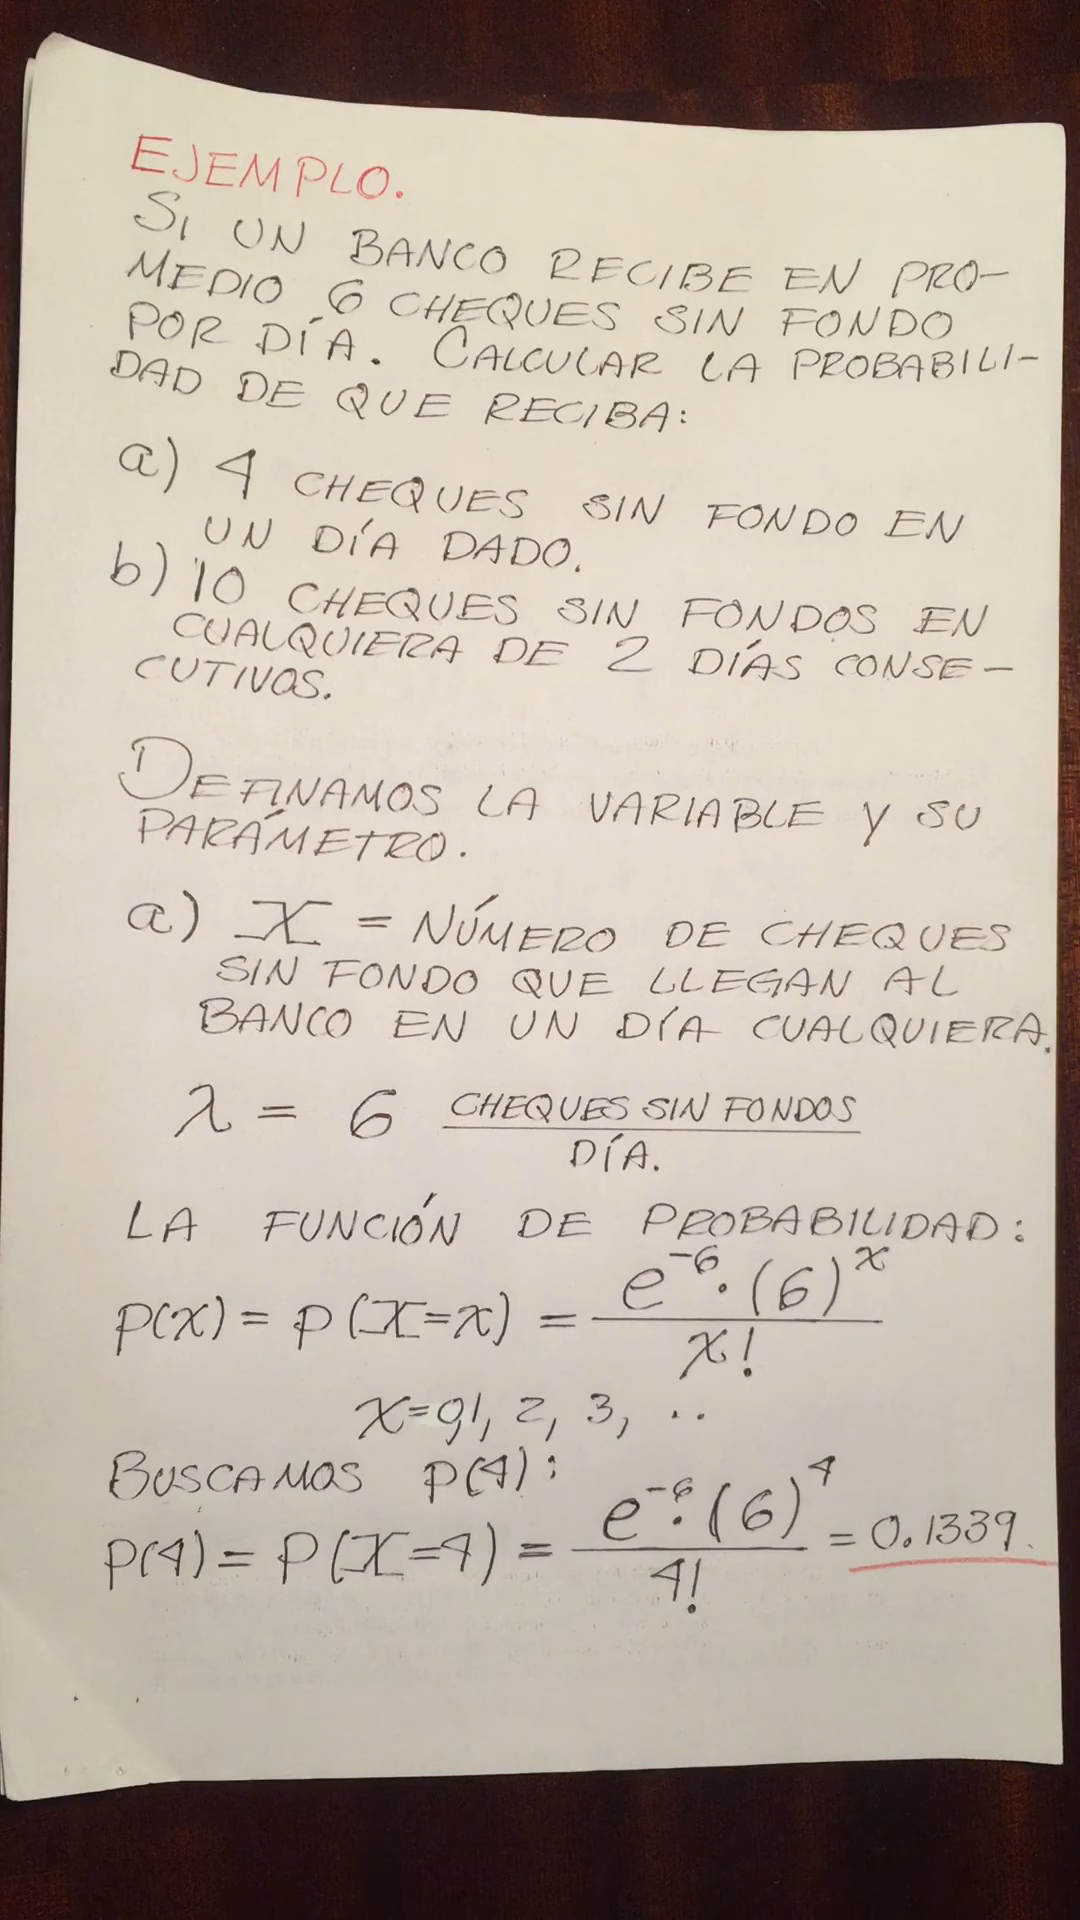 EJEMPLO.
SI UN BANCO RECIBE EN PRO-
MEDIO 6 CHEQUES SIN FONDO
POR DÍA. CALCULAR LA PROBABILI-
DAD DE QUE RECIBA:
a) 4 CHEQUES SIN FONDO EN
UN DÍA DADO.
b) 10 CHEQUES SIN FONDOS EN
CUALQUIERA DE 2 DÍAS CONSE-
CUTIVOS.
DEFINAMOS LA VARIABLE Y SU
PARÁMETRO.
a) X = NÚMERO DE CHEQUES
SIN FONDO QUE LLEGAN AL
BANCO EN UN DÍA CUALQUIERA.
λ = 6 CHEQUES SIN FONDOS / DÍA.
LA FUNCIÓN DE PROBABILIDAD:
p(x) = p(X=x) = e^-6 · (6)^x / x!
x=0,1, 2, 3, ..
BUSCAMOS p(4):
p(4) = P(X=4) = e^-6 · (6)^4 / 4! = 0.1339.